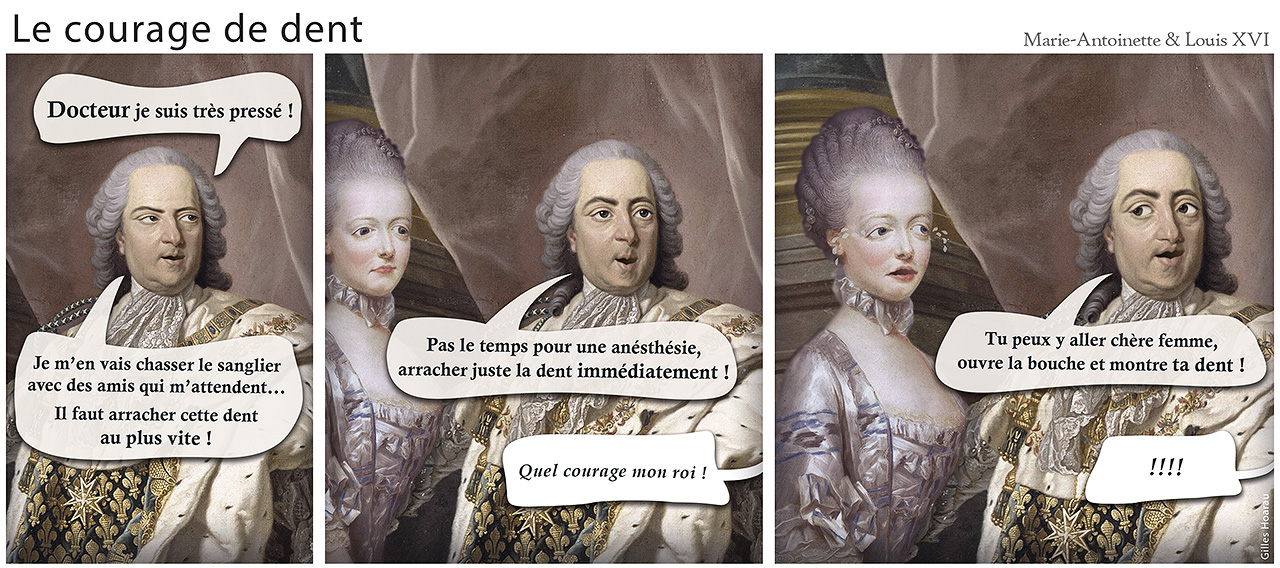 Le courage de dent
Marie-Antoinette & Louis XVI
Docteur je suis très pressé !
Je m’en vais chasser le sanglier
avec des amis qui m’attendent...
Il faut arracher cette dent
au plus vite !
Pas le temps pour une anésthésie,
arracher juste la dent immédiatement !
Quel courage mon roi !
Tu peux y aller chère femme,
ouvre la bouche et montre ta dent !
!!!!
Gilles Hoarau